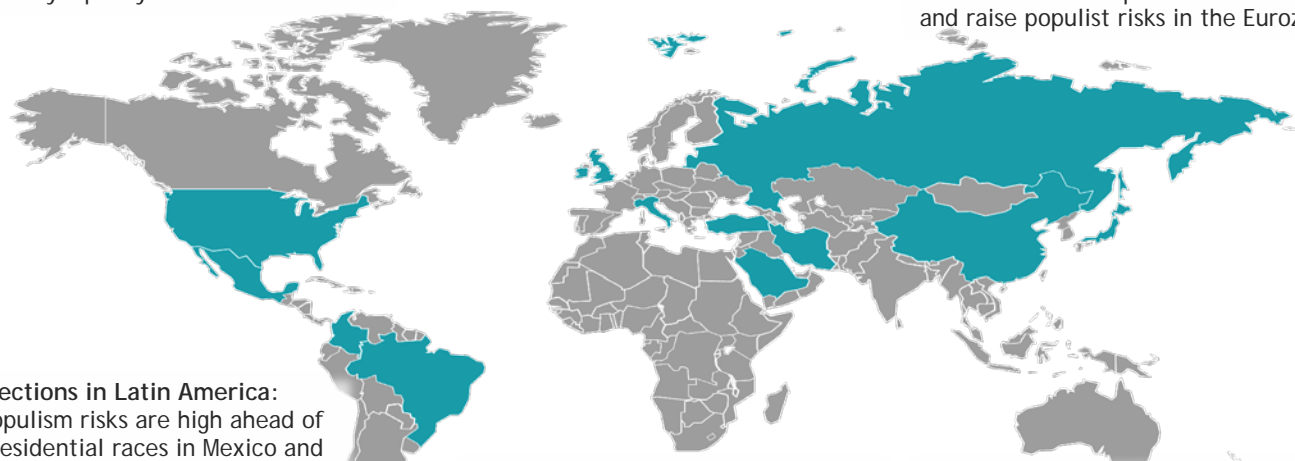 and raise populist risks in the Euroz
ections in Latin America:
opulism risks are high ahead of
esidential races in Mexico and